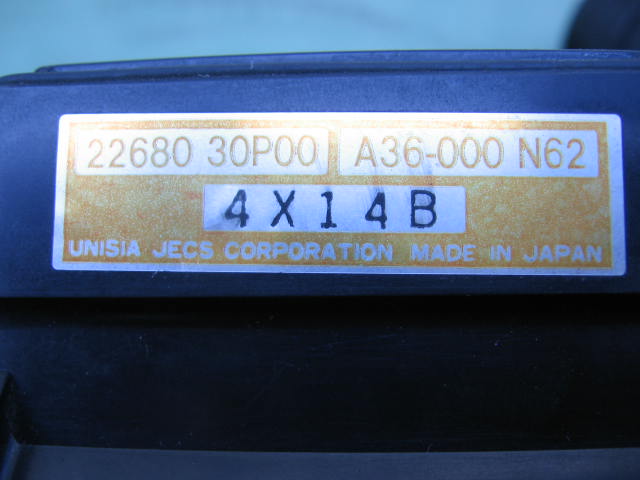 22680 30P00 A36-000 N62
4X14B
UNISIA JECS CORPORATION MADE IN JAPAN